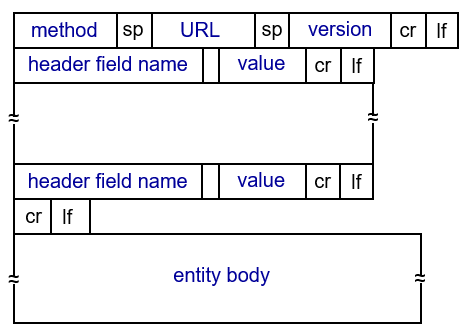 method sp URL sp version cr lf
header field name value cr lf
header field name value cr lf
cr lf
entity body